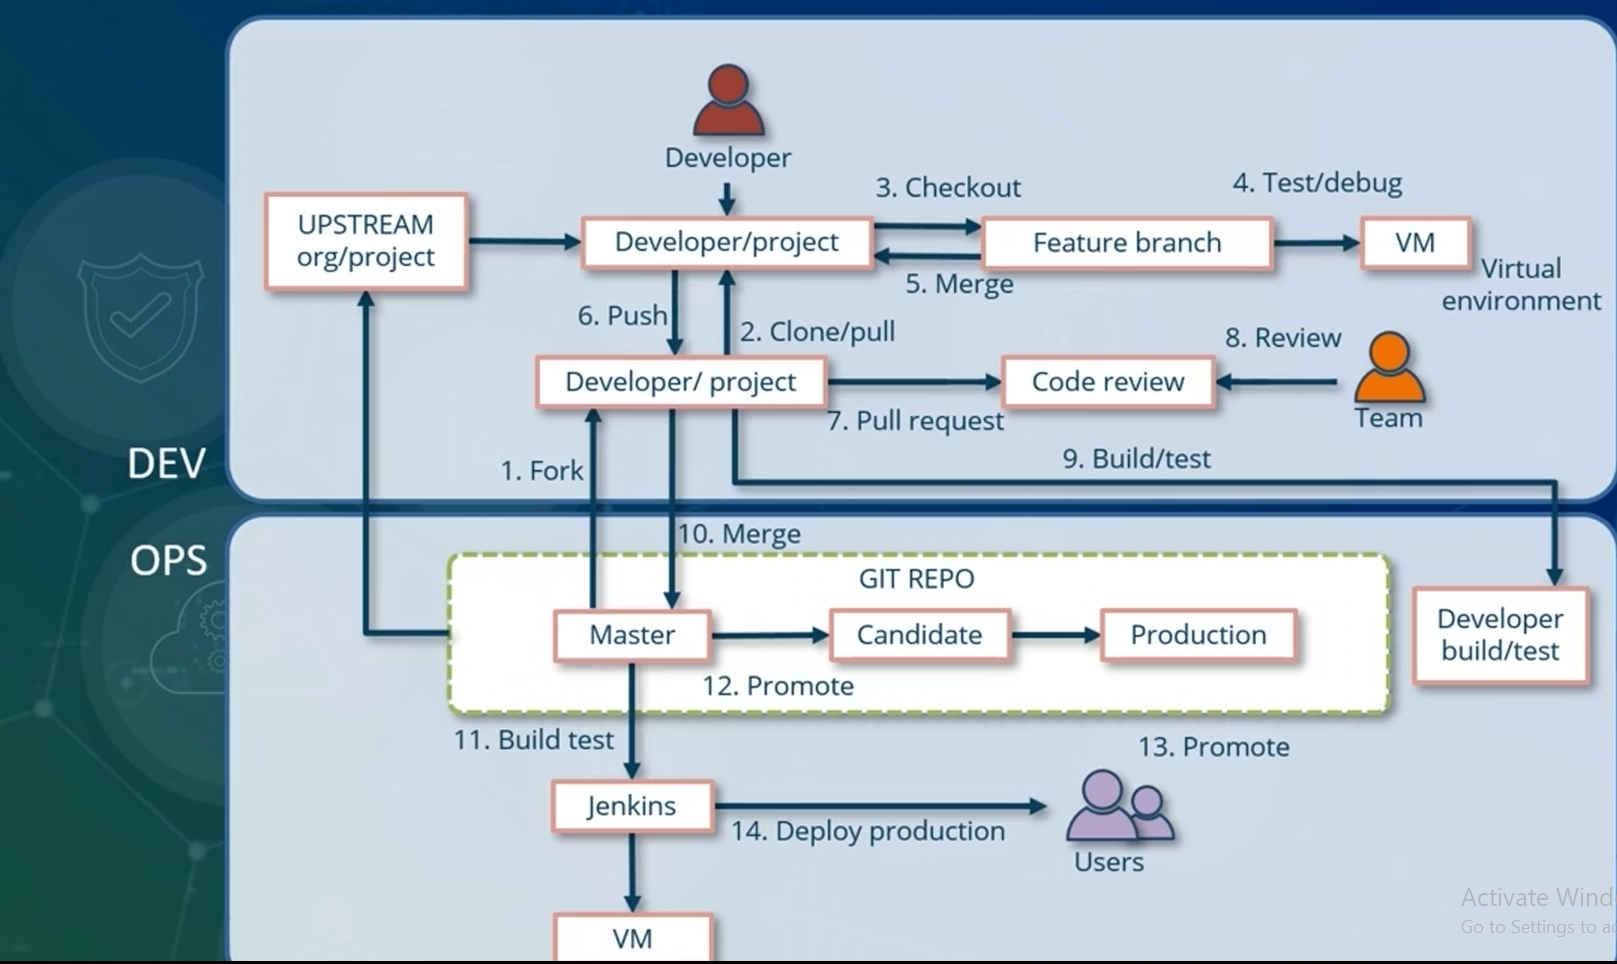 Developer
3. Checkout
4. Test/debug
UPSTREAM
org/project
Developer/project
Feature branch
VM
Virtual
environment
5. Merge
6. Push
2. Clone/pull
8. Review
Developer/ project
Code review
7. Pull request
Team
DEV
1. Fork
9. Build/test
OPS
10. Merge
GIT REPO
Master
Candidate
Production
Developer
build/test
12. Promote
11. Build test
13. Promote
Jenkins
14. Deploy production
Users
VM
Activate Wind
Go to Settings to a